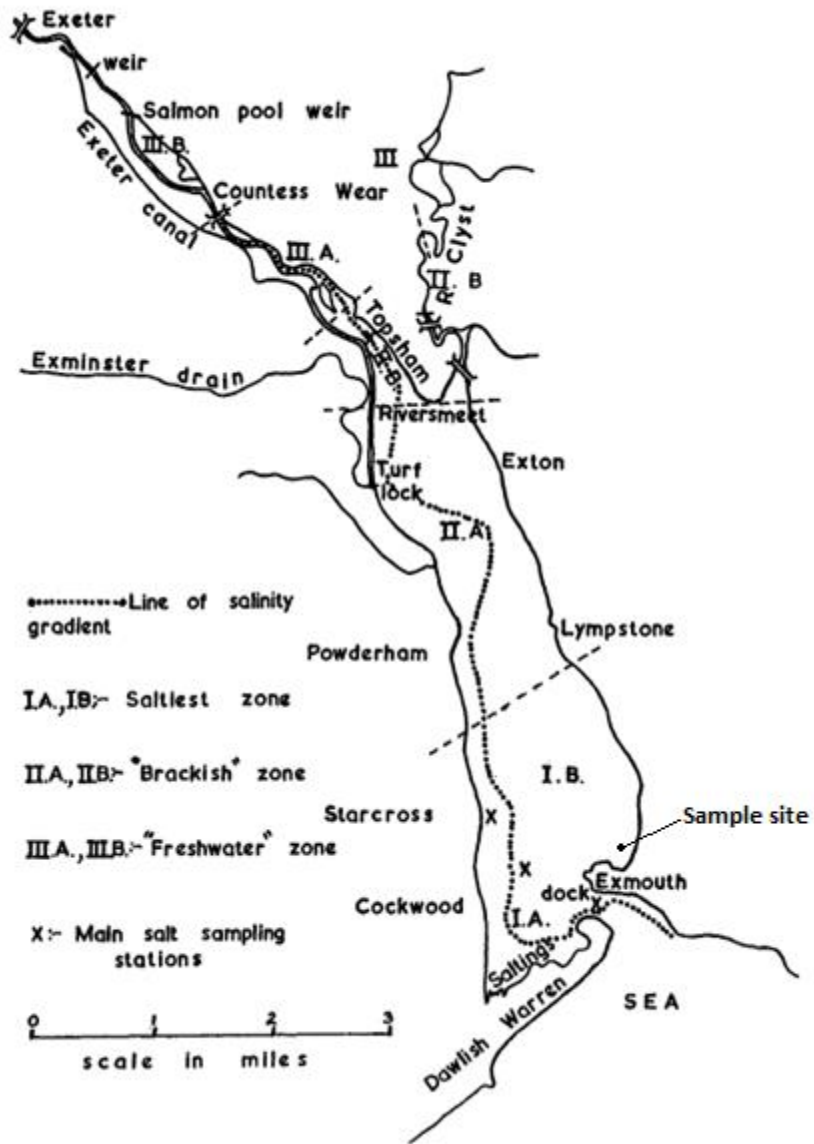 Exeter
weir
Salmon pool weir
III.B.
Exeter canal
Countess Wear
III
R. Clyst
III.A.
II. B
Topsham
II.B.
Exminster drain
Riversmeet
Exton
Turf
lock
II.A
•••••••Line of salinity
gradient
Lympstone
Powderham
I.A., I.B:- Saltiest zone
I.B.
II.A., II.B:- "Brackish" zone
Starcross
X
Sample site
III.A., III.B.:- "Freshwater" zone
X
Exmouth
dock
X
Cockwood
I.A.
X:- Main salt sampling
stations
Saltings
SEA
Dawlish Warren
0 1 2 3
scale in miles